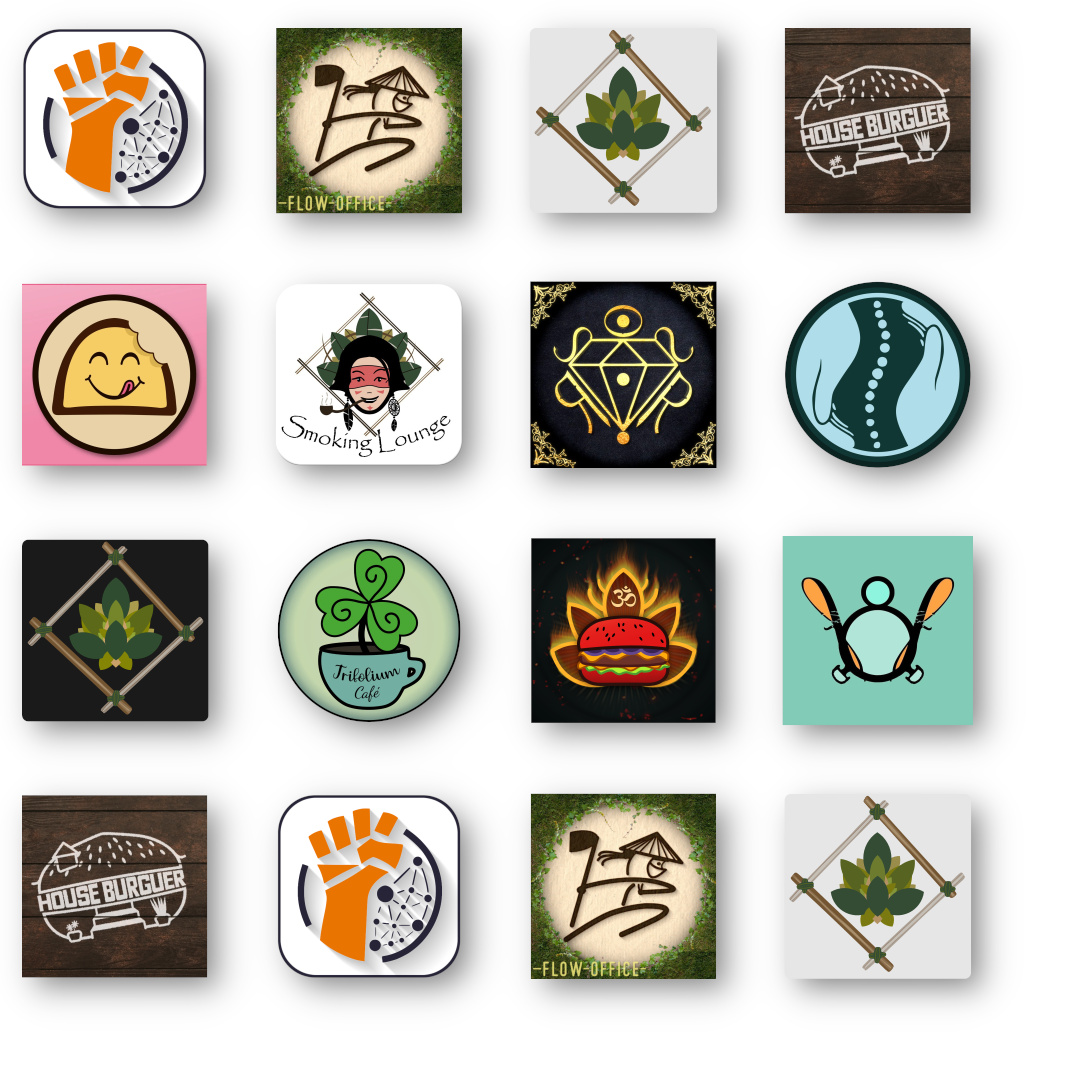 -FLOW-OFFICE-
HOUSE BURGUER
Smoking Lounge
Trifolium
Café
ॐ
HOUSE BURGUER
-FLOW-OFFICE-